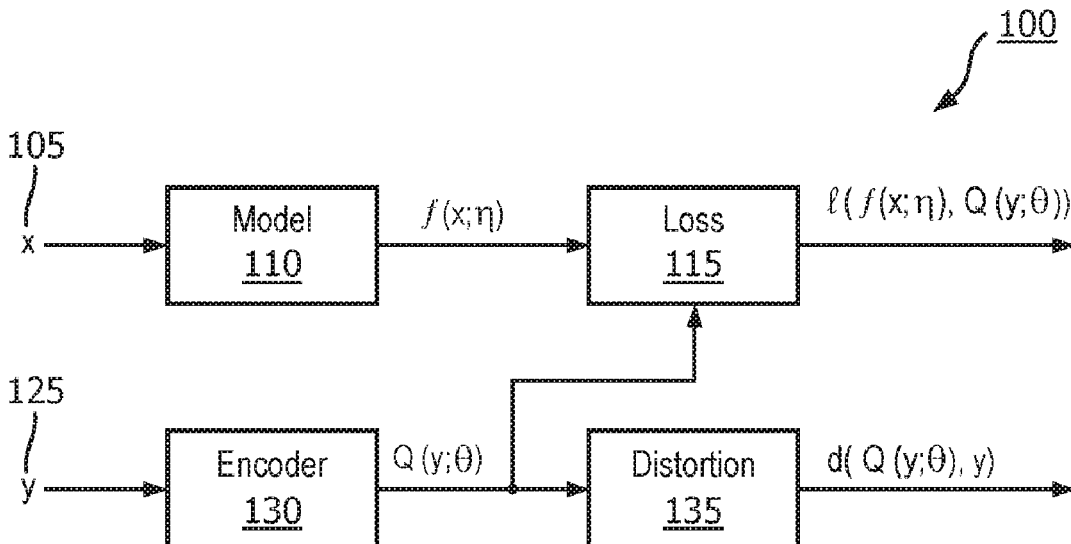 100
105
x
Model
110
f(x;η)
Loss
115
ℓ( f(x;η), Q(y;θ))
125
y
Encoder
130
Q(y;θ)
Distortion
135
d( Q(y;θ), y)